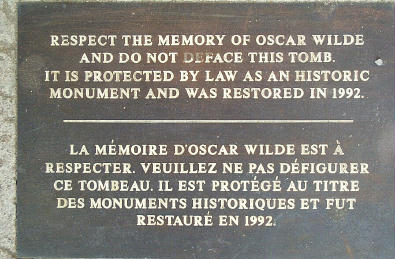 RESPECT THE MEMORY OF OSCAR WILDE
AND DO NOT DEFACE THIS TOMB.
IT IS PROTECTED BY LAW AS AN HISTORIC
MONUMENT AND WAS RESTORED IN 1992.
LA MÉMOIRE D'OSCAR WILDE EST À
RESPECTER. VEUILLEZ NE PAS DÉFIGURER
CE TOMBEAU. IL EST PROTÉGÉ AU TITRE
DES MONUMENTS HISTORIQUES ET FUT
RESTAURÉ EN 1992.